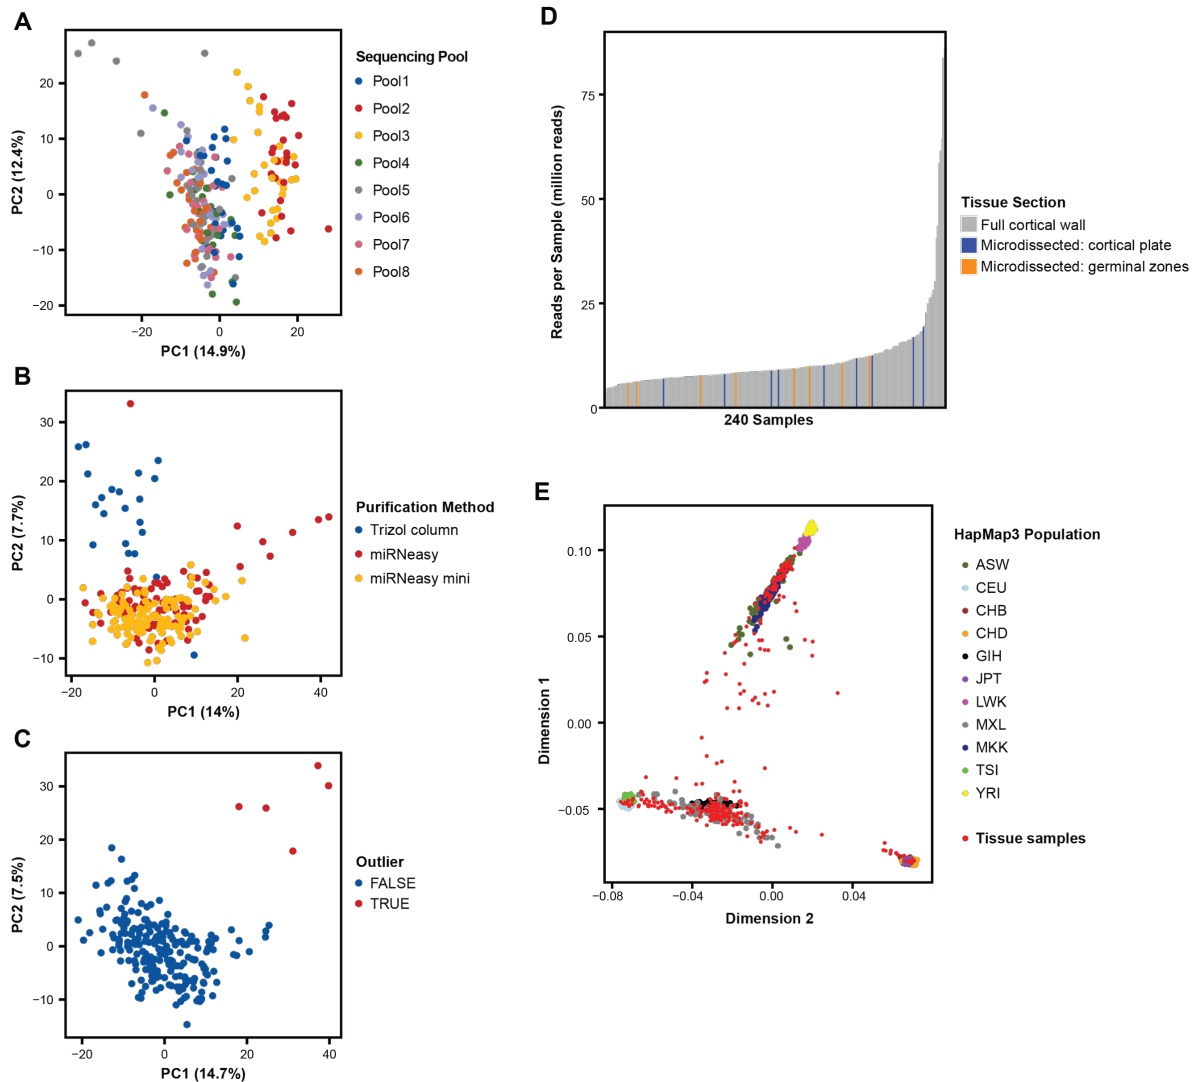 A
Sequencing Pool
Pool1
Pool2
Pool3
Pool4
Pool5
Pool6
Pool7
Pool8
PC2 (12.4%)
20
10
0
−10
−20
−20 0 20
PC1 (14.9%)
B
Purification Method
Trizol column
miRNeasy
miRNeasy mini
PC2 (7.7%)
30
20
10
0
−10
−20 0 20 40
PC1 (14%)
C
Outlier
FALSE
TRUE
PC2 (7.5%)
30
20
10
0
−10
−20 0 20 40
PC1 (14.7%)
D
Reads per Sample (million reads)
75
50
25
0
240 Samples
Tissue Section
Full cortical wall
Microdissected: cortical plate
Microdissected: germinal zones
E
Dimension 1
0.10
0.05
0.00
−0.05
−0.08 −0.04 0.00 0.04
Dimension 2
HapMap3 Population
ASW
CEU
CHB
CHD
GIH
JPT
LWK
MXL
MKK
TSI
YRI
Tissue samples